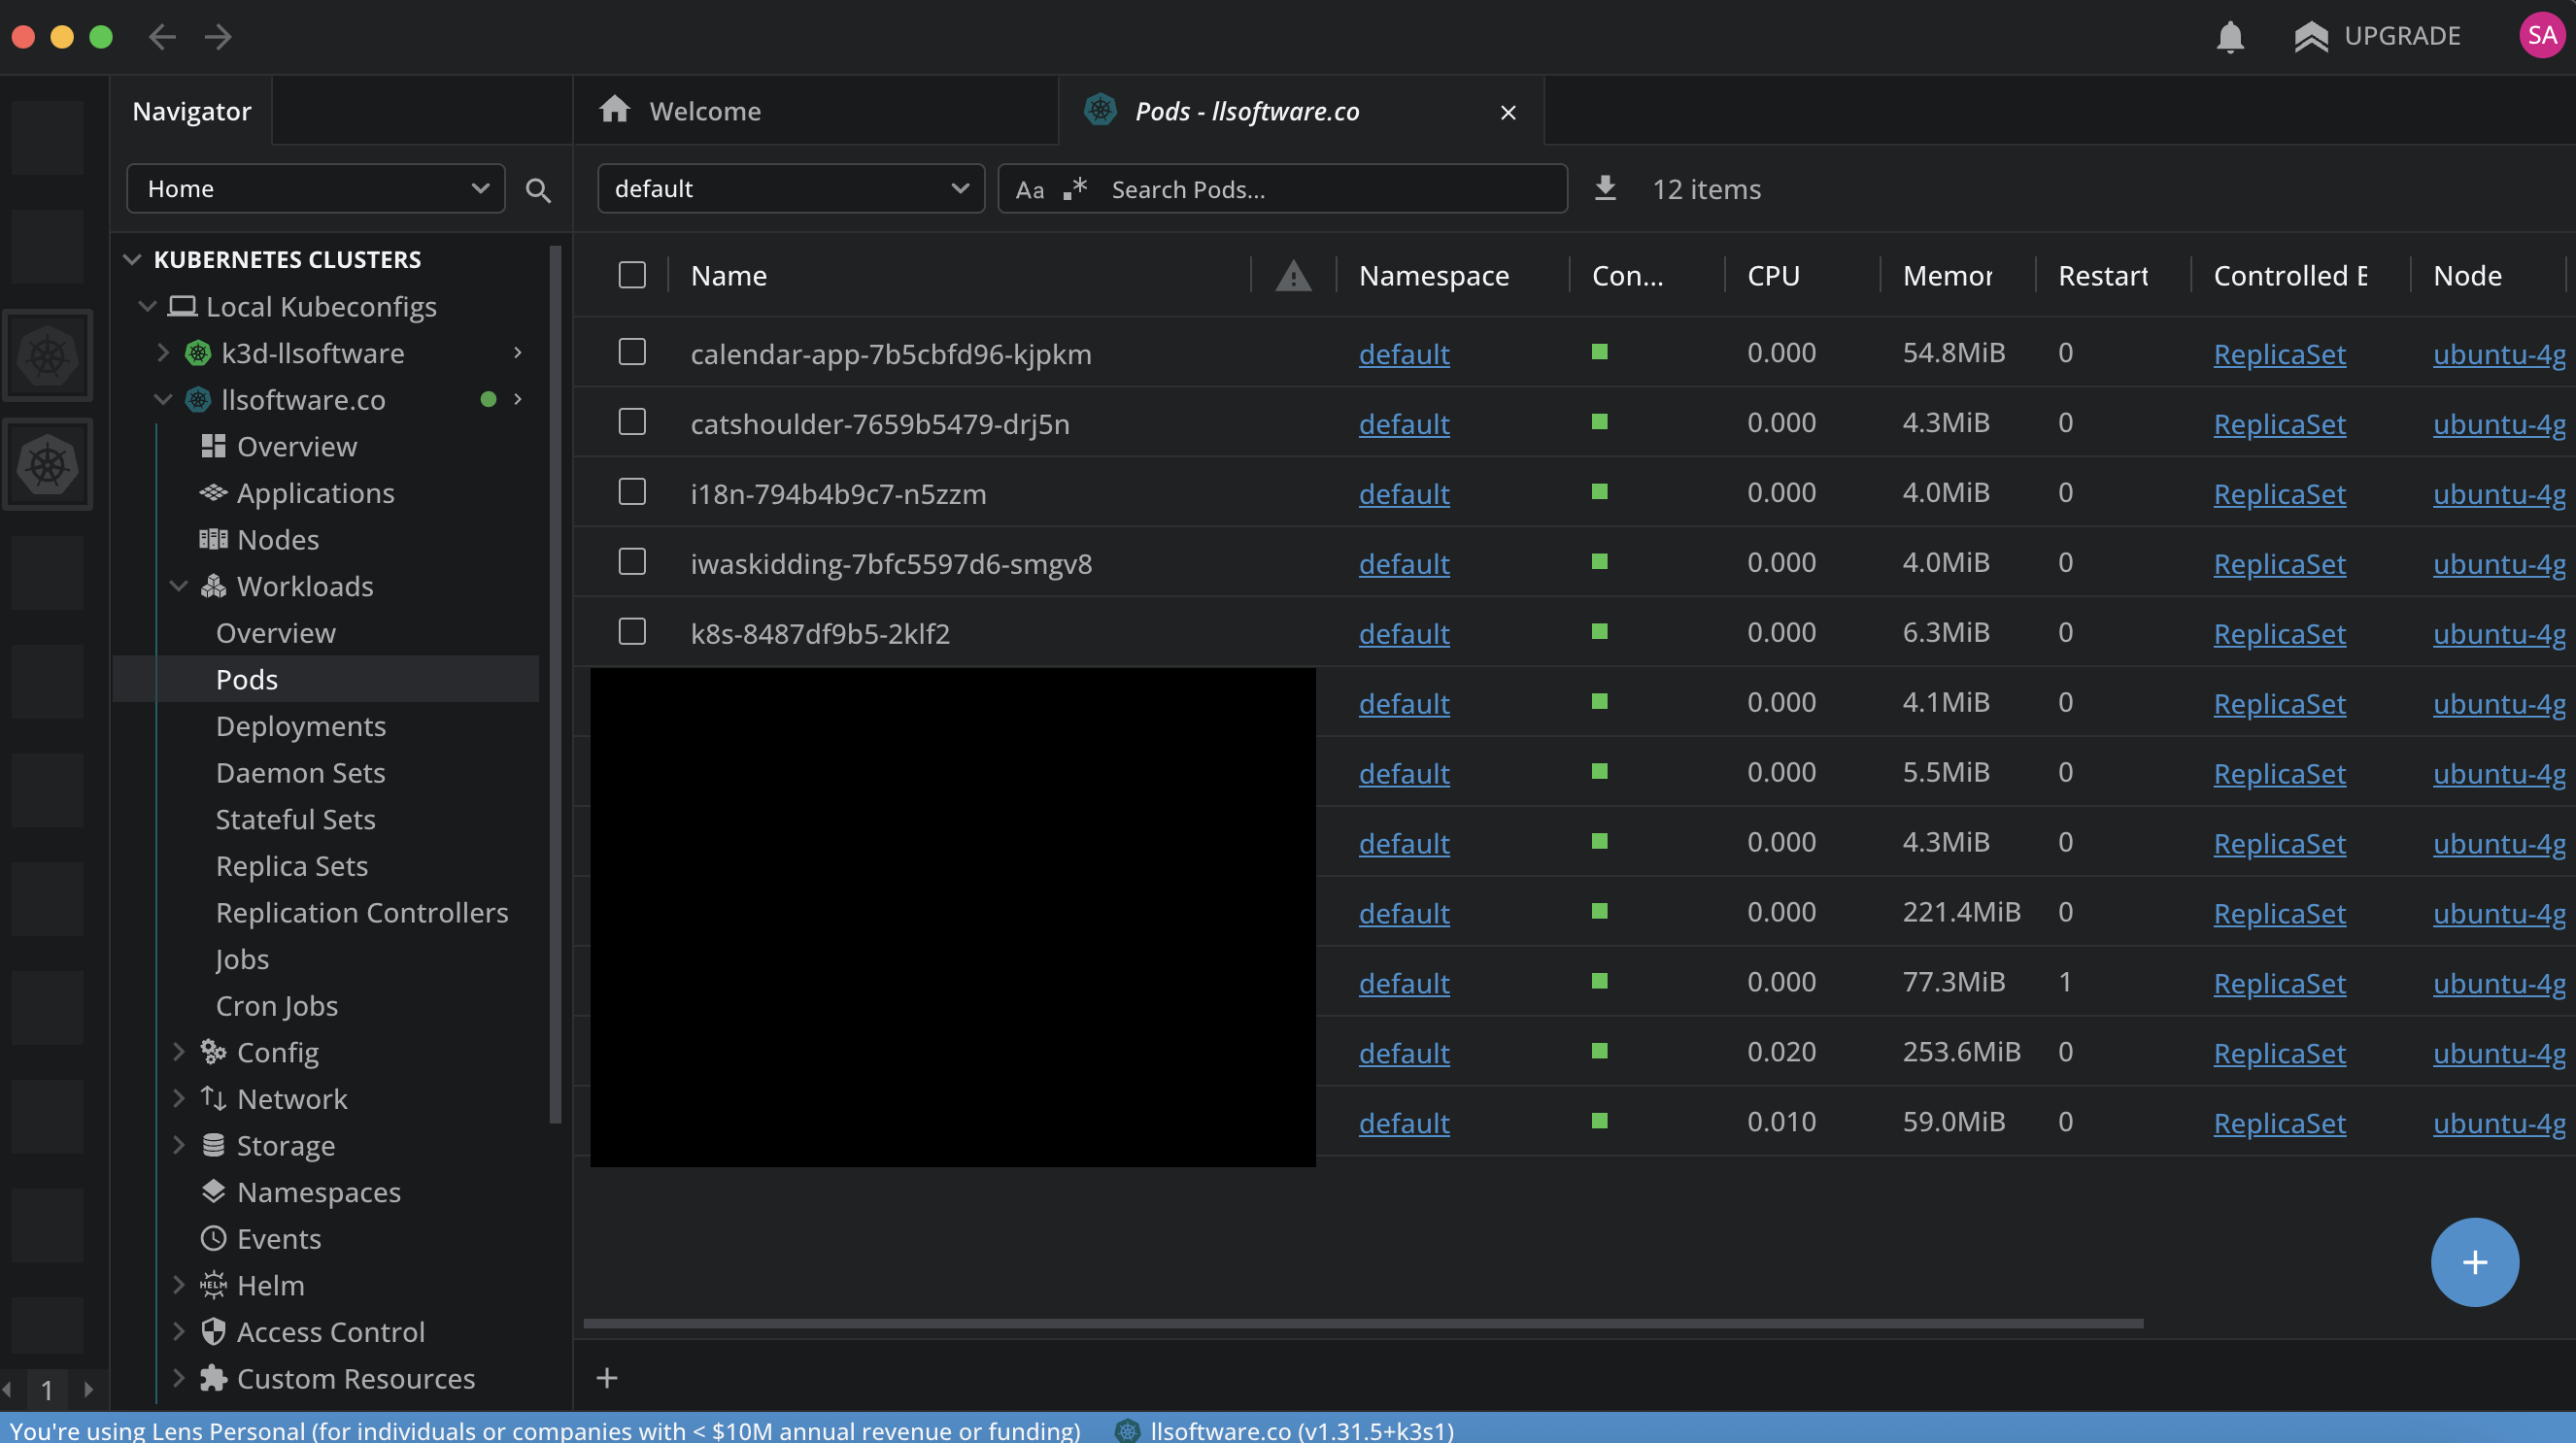 UPGRADE SA
Navigator Welcome Pods - llsoftware.co
Home default Aa .* Search Pods... 12 items
KUBERNETES CLUSTERS
Local Kubeconfigs
k3d-llsoftware
llsoftware.co
Overview
Applications
Nodes
Workloads
Overview
Pods
Deployments
Daemon Sets
Stateful Sets
Replica Sets
Replication Controllers
Jobs
Cron Jobs
Config
Network
Storage
Namespaces
Events
HELM Helm
Access Control
Custom Resources
1
Name Namespace Con... CPU Memor Restart Controlled Node
calendar-app-7b5cbfd96-kjpkm default 0.000 54.8MiB 0 ReplicaSet ubuntu-4g
catshoulder-7659b5479-drj5n default 0.000 4.3MiB 0 ReplicaSet ubuntu-4g
i18n-794b4b9c7-n5zzm default 0.000 4.0MiB 0 ReplicaSet ubuntu-4g
iwaskidding-7bfc5597d6-smgv8 default 0.000 4.0MiB 0 ReplicaSet ubuntu-4g
k8s-8487df9b5-2klf2 default 0.000 6.3MiB 0 ReplicaSet ubuntu-4g
default 0.000 4.1MiB 0 ReplicaSet ubuntu-4g
default 0.000 5.5MiB 0 ReplicaSet ubuntu-4g
default 0.000 4.3MiB 0 ReplicaSet ubuntu-4g
default 0.000 221.4MiB 0 ReplicaSet ubuntu-4g
default 0.000 77.3MiB 1 ReplicaSet ubuntu-4g
default 0.020 253.6MiB 0 ReplicaSet ubuntu-4g
default 0.010 59.0MiB 0 ReplicaSet ubuntu-4g
You're using Lens Personal (for individuals or companies with < $10M annual revenue or funding) llsoftware.co (v1.31.5+k3s1)